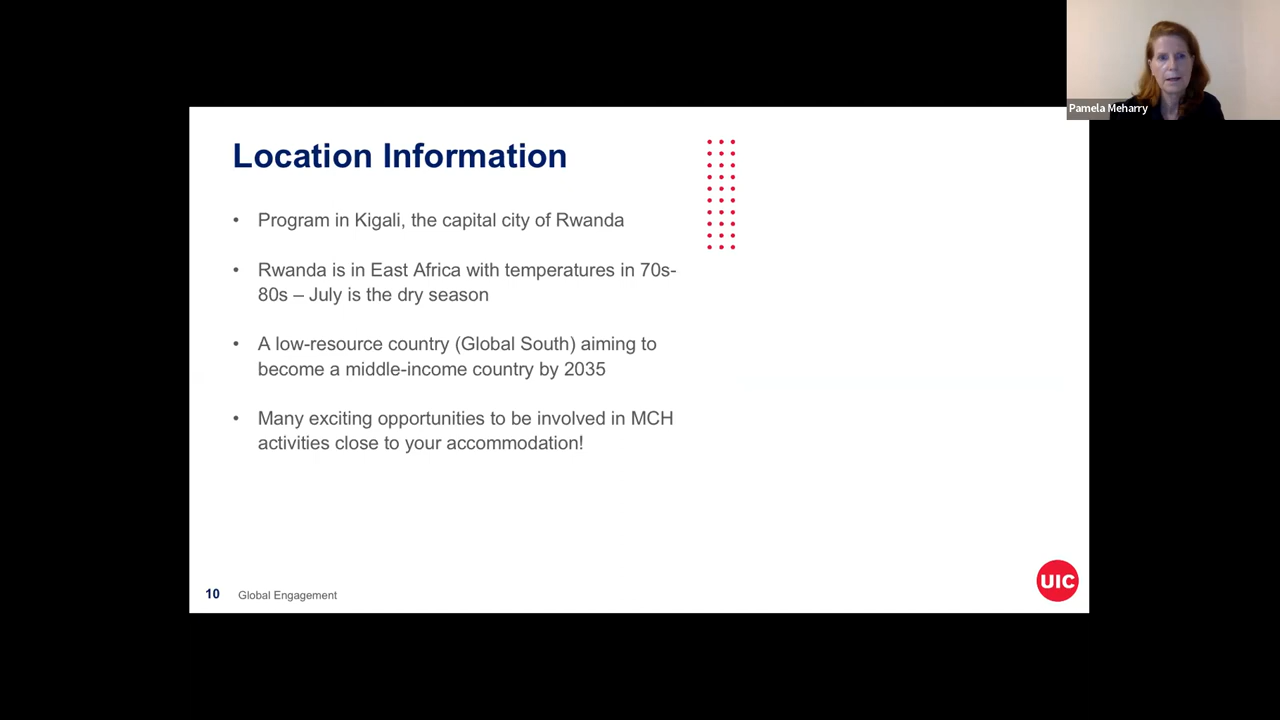 Pamela Meharry
Location Information
• Program in Kigali, the capital city of Rwanda
• Rwanda is in East Africa with temperatures in 70s-
80s – July is the dry season
• A low-resource country (Global South) aiming to
become a middle-income country by 2035
• Many exciting opportunities to be involved in MCH
activities close to your accommodation!
10 Global Engagement
UIC